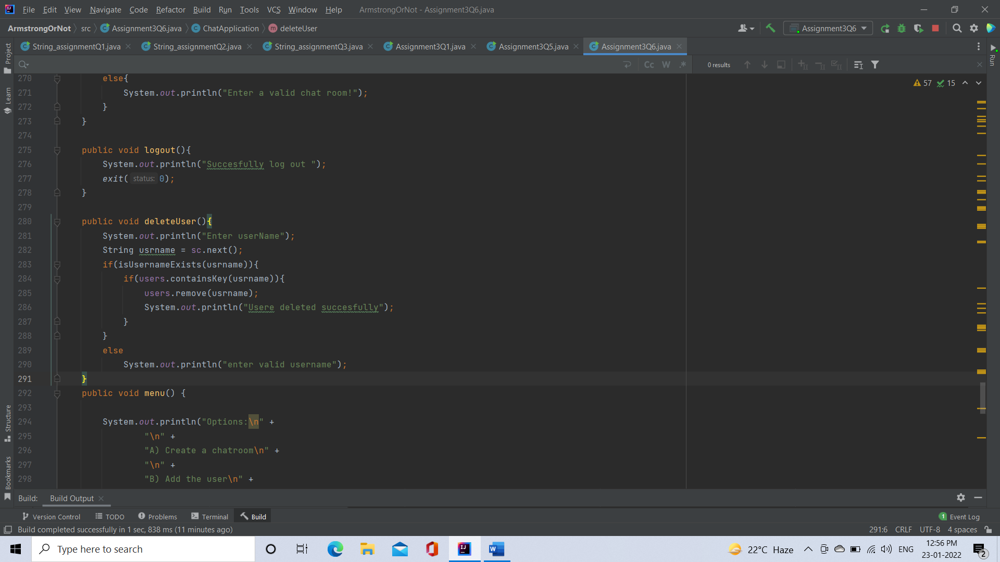 File Edit View Navigate Code Refactor Build Run Tools VCS Window Help ArmstrongOrNot - Assignment3Q6.java
ArmstrongOrNot src Assignment3Q6.java ChatApplication deleteUser Assignment3Q6
String_assignmentQ1.java String_assignmentQ2.java String_assignmentQ3.java Assignment3Q1.java Assignment3Q5.java Assignment3Q6.java
Project
Learn
Structure
Bookmarks
Run
Cc W .* 0 results
57 15
270 else{
271 System.out.println("Enter a valid chat room!");
272 }
273 }
274
275 public void logout(){
276 System.out.println("Succesfully log out ");
277 exit( status: 0);
278 }
279
280 public void deleteUser(){
281 System.out.println("Enter userName");
282 String usrname = sc.next();
283 if(isUsernameExists(usrname)){
284 if(users.containsKey(usrname)){
285 users.remove(usrname);
286 System.out.println("Usere deleted succesfully");
287 }
288 }
289 else
290 System.out.println("enter valid username");
291 }
292 public void menu() {
293
294 System.out.println("Options:\n" +
295 "\n" +
296 "A) Create a chatroom\n" +
297 "\n" +
298 "B) Add the user\n" +
Build: Build Output
Version Control TODO Problems Terminal Build 1 Event Log
Build completed successfully in 1 sec, 838 ms (11 minutes ago) 291:6 CRLF UTF-8 4 spaces
Type here to search 22°C Haze ENG 12:56 PM
23-01-2022 2